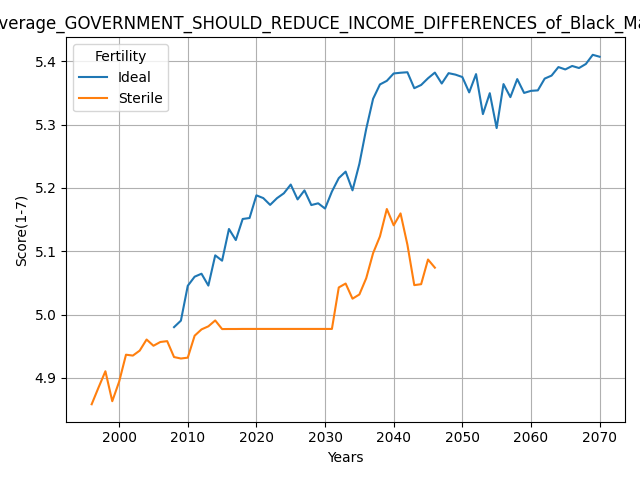 verage_GOVERNMENT_SHOULD_REDUCE_INCOME_DIFFERENCES_of_Black_Ma
Fertility
Ideal
Sterile
Score(1-7)
5.4
5.3
5.2
5.1
5.0
4.9
2000 2010 2020 2030 2040 2050 2060 2070
Years